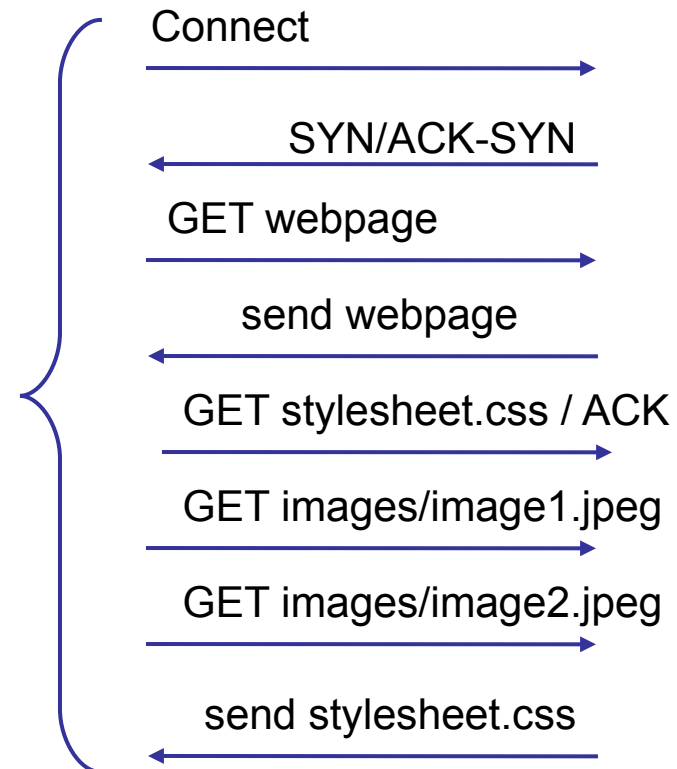 Connect
SYN/ACK-SYN
GET webpage
send webpage
GET stylesheet.css / ACK
GET images/image1.jpeg
GET images/image2.jpeg
send stylesheet.css